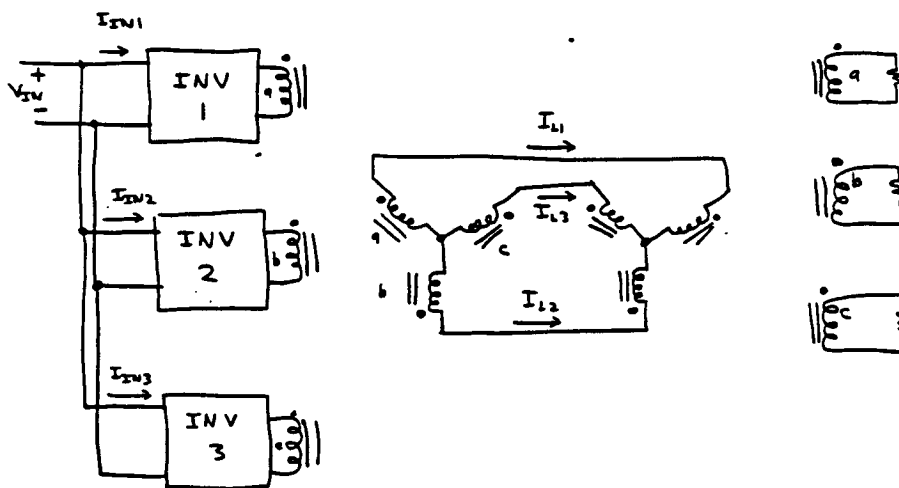 I_IN1
+
V_IN
-
INV
1
a
I_IN2
INV
2
b
I_IN3
INV
3
I_L1
I_L3
a
c
b
I_L2
a
b
c